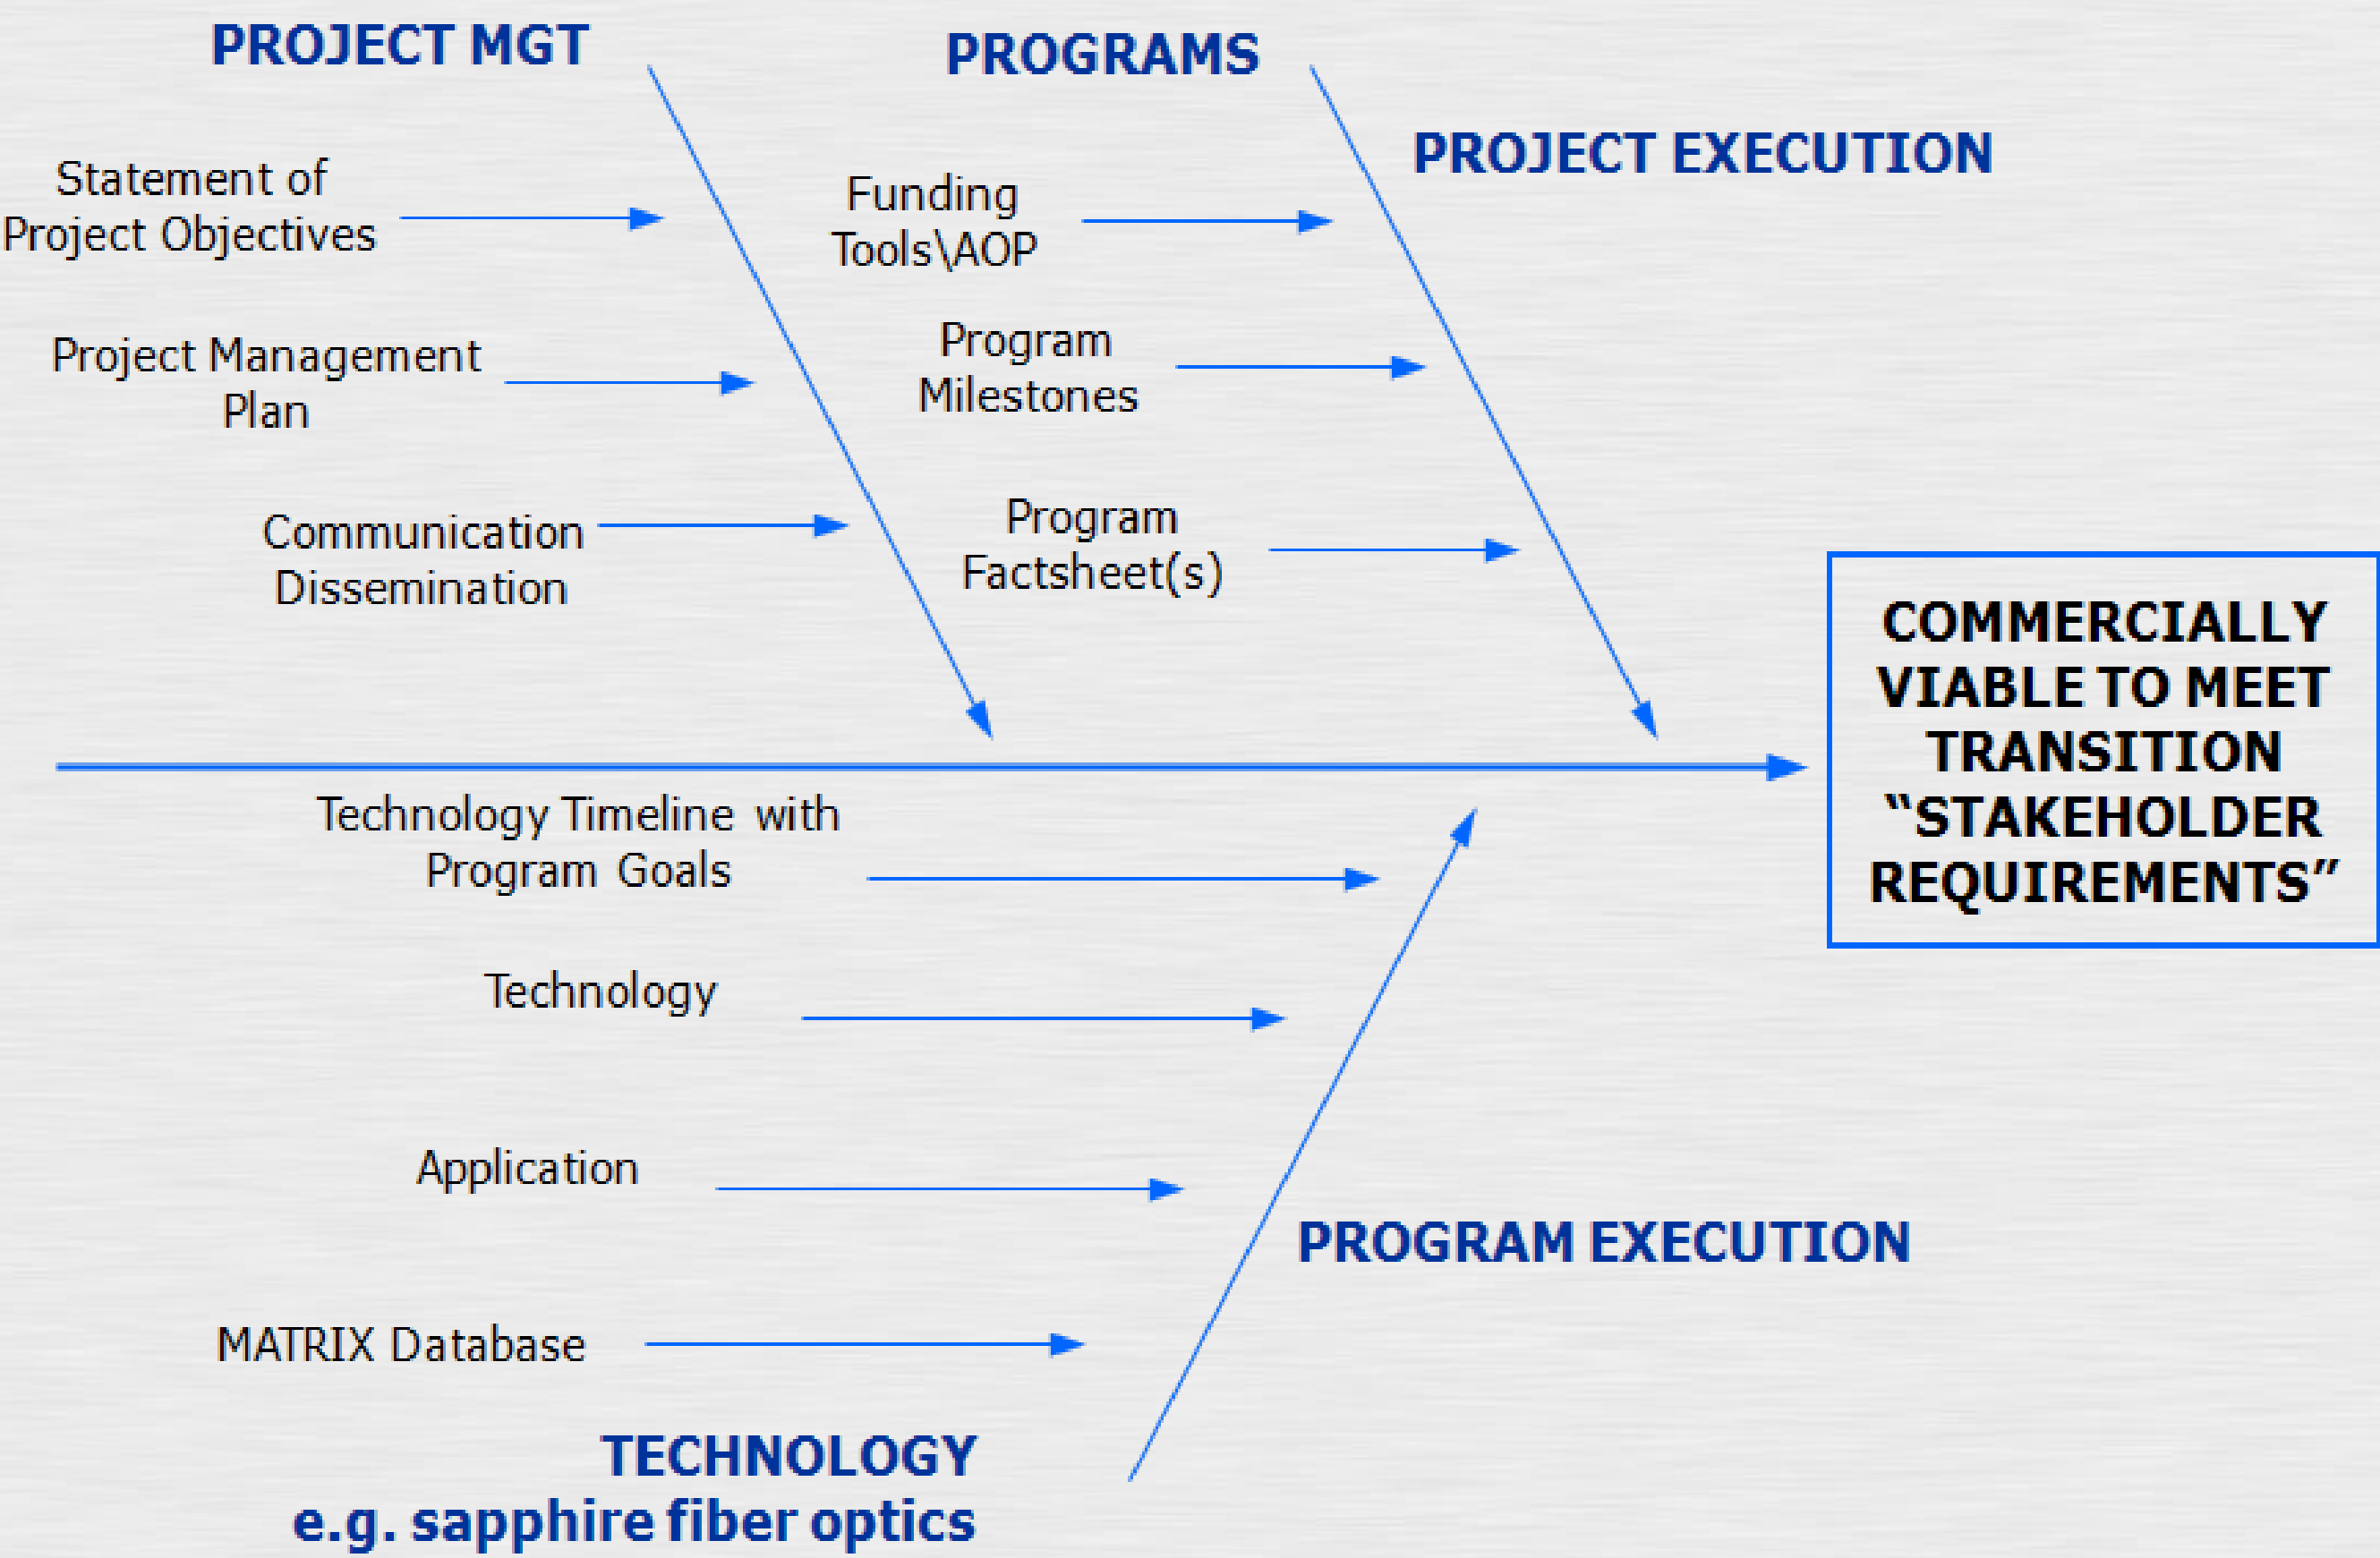 PROJECT MGT
PROGRAMS
PROJECT EXECUTION
Statement of
Project Objectives
Funding
Tools\AOP
Project Management
Plan
Program
Milestones
Communication
Dissemination
Program
Factsheet(s)
COMMERCIALLY
VIABLE TO MEET
TRANSITION
“STAKEHOLDER
REQUIREMENTS”
Technology Timeline with
Program Goals
Technology
Application
PROGRAM EXECUTION
MATRIX Database
TECHNOLOGY
e.g. sapphire fiber optics